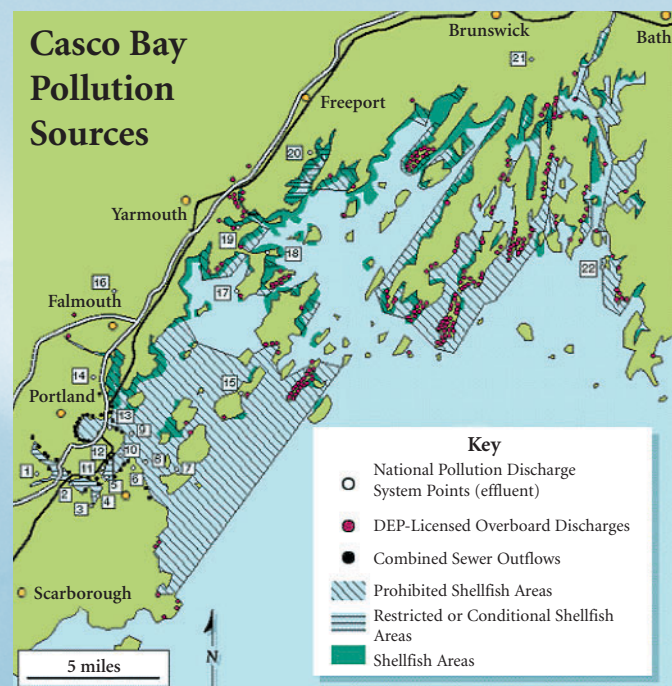 Casco Bay
Pollution
Sources
Brunswick
Bath
21
Freeport
20
Yarmouth
19
18
22
17
16
Falmouth
14
15
Portland
13
9
12
10
1
11
8
7
5
6
2
4
3
Scarborough
5 miles
N
Key
National Pollution Discharge
System Points (effluent)
DEP-Licensed Overboard Discharges
Combined Sewer Outflows
Prohibited Shellfish Areas
Restricted or Conditional Shellfish
Areas
Shellfish Areas